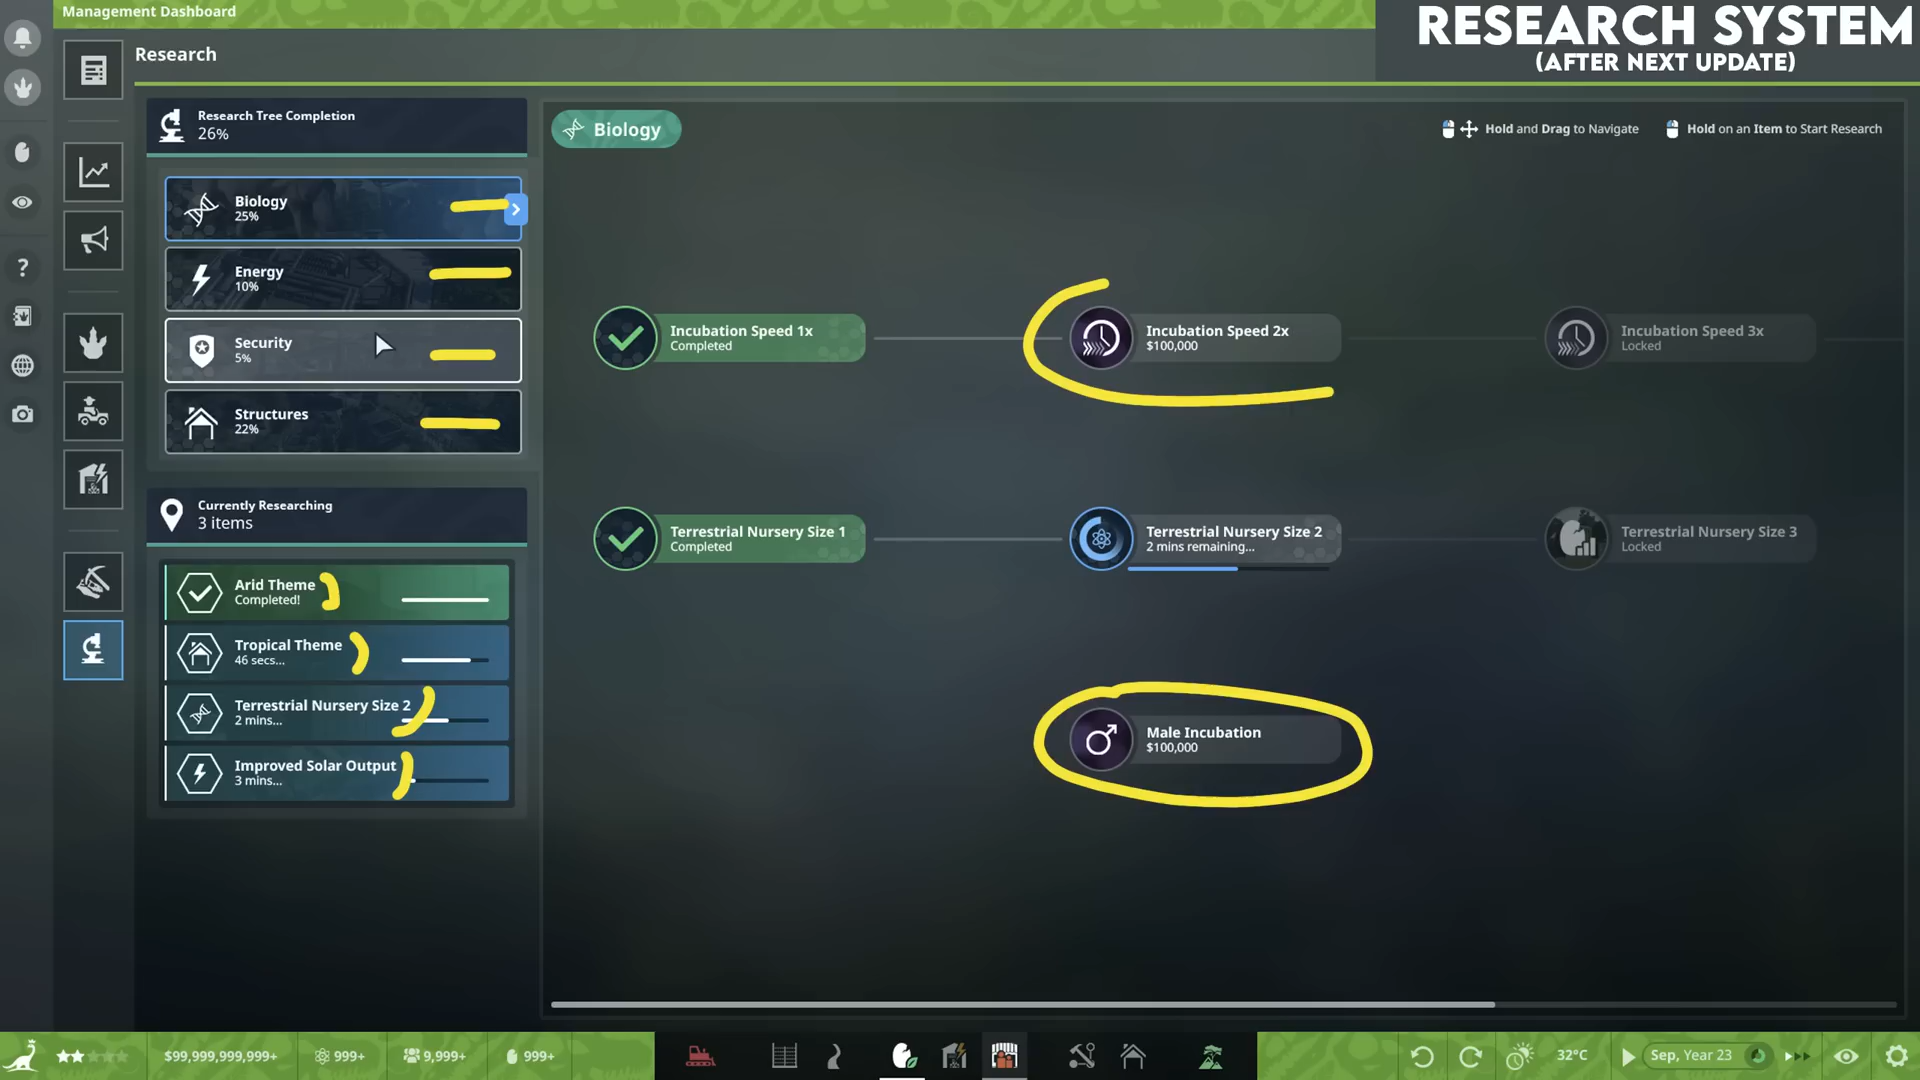 Management Dashboard
RESEARCH SYSTEM
(AFTER NEXT UPDATE)
Research
Research Tree Completion
26%
Biology
25%
Energy
10%
Security
5%
Structures
22%
Currently Researching
3 items
Arid Theme
Completed!
Tropical Theme
46 secs...
Terrestrial Nursery Size 2
2 mins...
Improved Solar Output
3 mins...
Biology
Hold and Drag to Navigate
Hold on an Item to Start Research
Incubation Speed 1x
Completed
Incubation Speed 2x
$100,000
Incubation Speed 3x
Locked
Terrestrial Nursery Size 1
Completed
Terrestrial Nursery Size 2
2 mins remaining...
Terrestrial Nursery Size 3
Locked
Male Incubation
$100,000
?
$99,999,999,999+
999+
9,999+
999+
32°C
Sep, Year 23